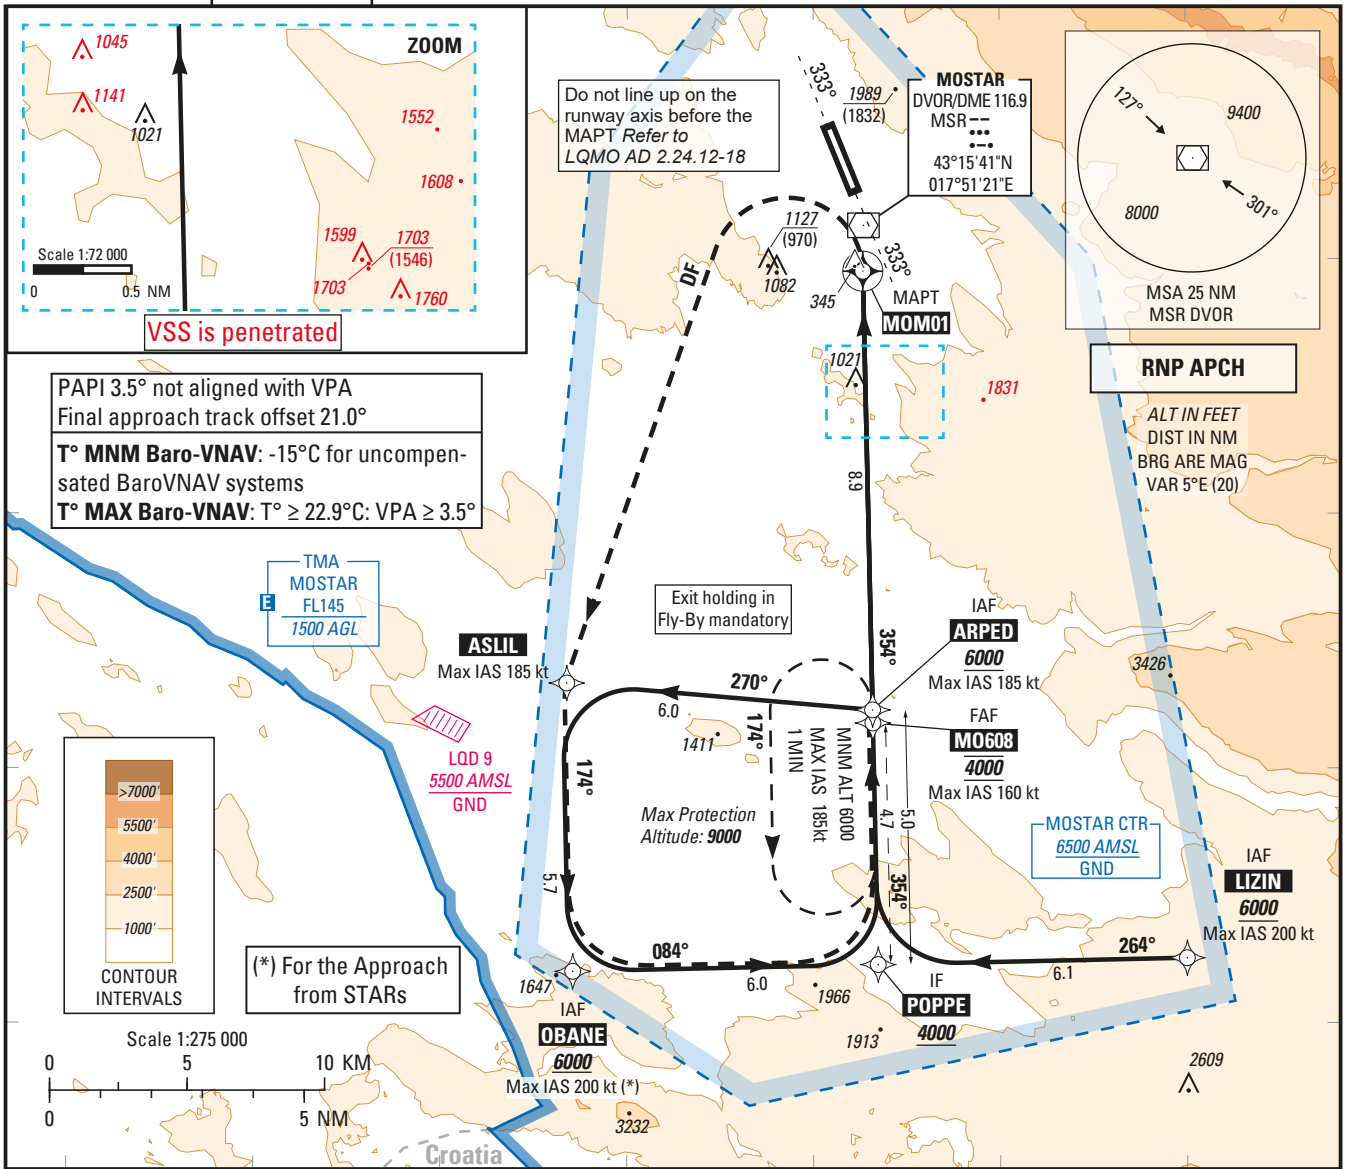 ZOOM
1045
1141
1021
1552
1608
1599
1703
(1546)
1703
1760
Scale 1:72 000
0 0.5 NM
VSS is penetrated
Do not line up on the
runway axis before the
MAPT Refer to
LQMO AD 2.24.12-18
333°
1989
(1832)
MOSTAR
DVOR/DME 116.9
MSR
43°15'41"N
017°51'21"E
127°
9400
8000
301°
MSA 25 NM
MSR DVOR
RNP APCH
ALT IN FEET
DIST IN NM
BRG ARE MAG
VAR 5°E (20)
PAPI 3.5° not aligned with VPA
Final approach track offset 21.0°
T° MNM Baro-VNAV: -15°C for uncompen-
sated BaroVNAV systems
T° MAX Baro-VNAV: T° ≥ 22.9°C: VPA ≥ 3.5°
DF
1127
(970)
1082
333°
345
MAPT
MOM01
1021
1831
8.9
TMA
MOSTAR
FL145
1500 AGL
E
Exit holding in
Fly-By mandatory
ASLIL
Max IAS 185 kt
354°
IAF
ARPED
6000
Max IAS 185 kt
3426
270°
6.0
FAF
MO608
4000
Max IAS 160 kt
1411
174°
MNM ALT 6000
MAX IAS 185kt
1 MIN
LQD 9
5500 AMSL
GND
174°
Max Protection
Altitude: 9000
4.7
5.0
MOSTAR CTR
6500 AMSL
GND
>7000'
5500'
4000'
2500'
1000'
CONTOUR
INTERVALS
5.7
354°
IAF
LIZIN
6000
Max IAS 200 kt
084°
6.0
264°
6.1
(*) For the Approach
from STARs
1647
IAF
OBANE
6000
Max IAS 200 kt (*)
1966
IF
POPPE
4000
1913
2609
3232
Scale 1:275 000
0 5 10 KM
0 5 NM
Croatia